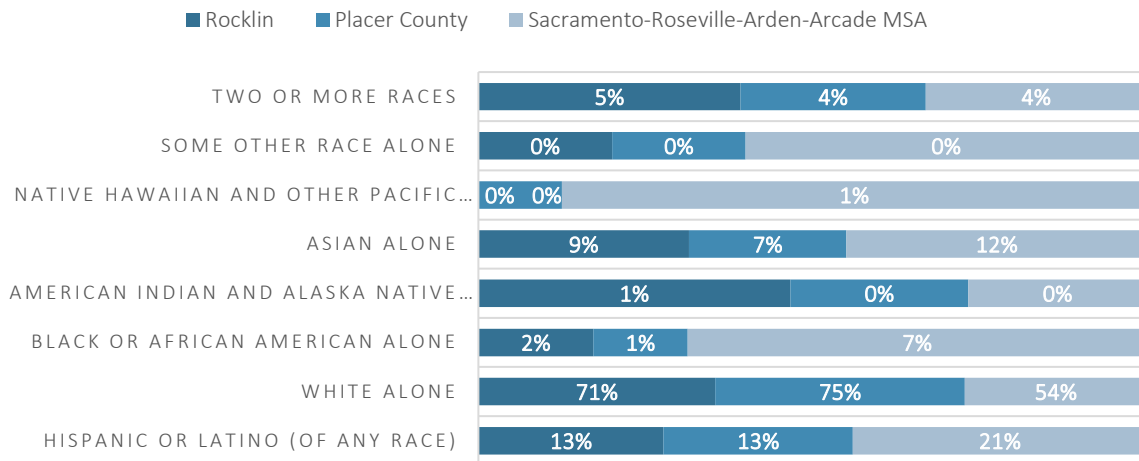 Rocklin Placer County Sacramento-Roseville-Arden-Arcade MSA
TWO OR MORE RACES 5% 4% 4%
SOME OTHER RACE ALONE 0% 0% 0%
NATIVE HAWAIIAN AND OTHER PACIFIC… 0% 0% 1%
ASIAN ALONE 9% 7% 12%
AMERICAN INDIAN AND ALASKA NATIVE… 1% 0% 0%
BLACK OR AFRICAN AMERICAN ALONE 2% 1% 7%
WHITE ALONE 71% 75% 54%
HISPANIC OR LATINO (OF ANY RACE) 13% 13% 21%